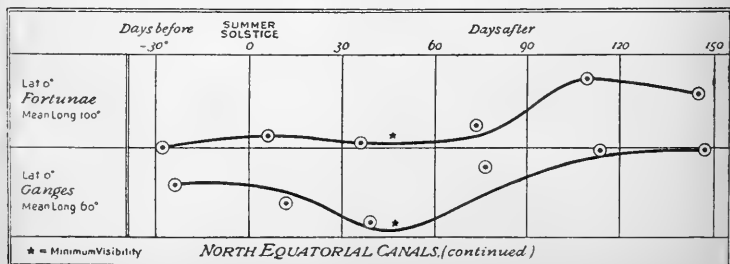 Days before SUMMER SOLSTICE Days after
-30° 0 30 60 90 120 150
Lat 0°
Fortunae
Mean Long 100°
Lat 0°
Ganges
Mean Long 60°
★ = Minimum Visibility NORTH EQUATORIAL CANALS, (continued)